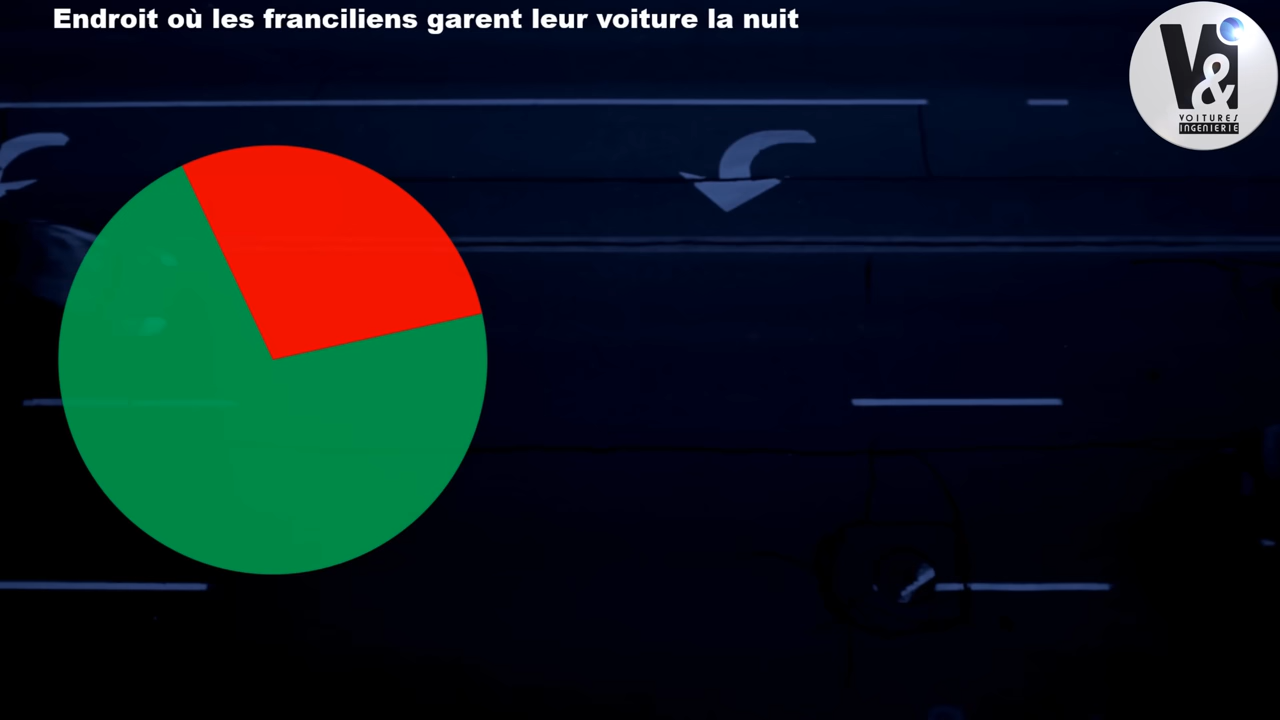 Endroit où les franciliens garent leur voiture la nuit
V&i
VOITURES
INGENIERIE